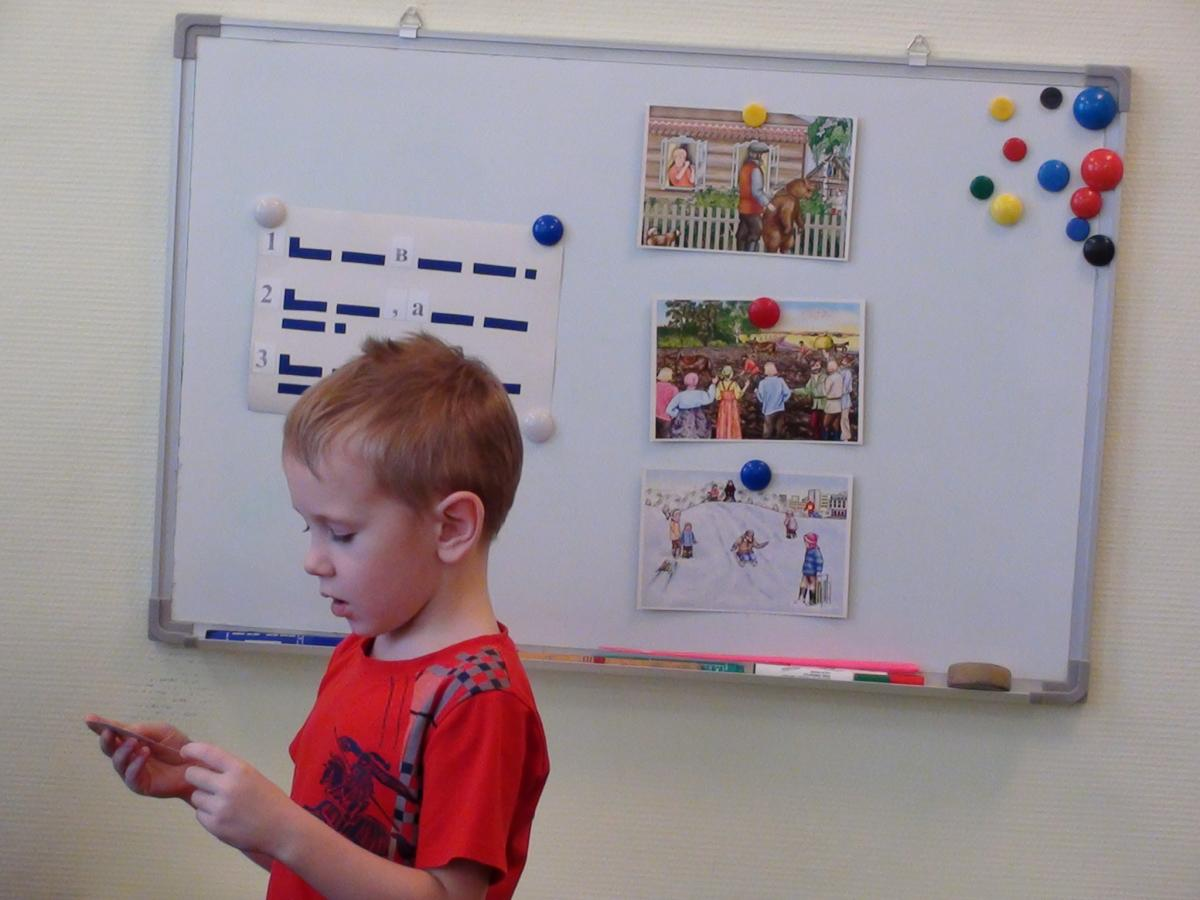 1 в .
2 , а .
3